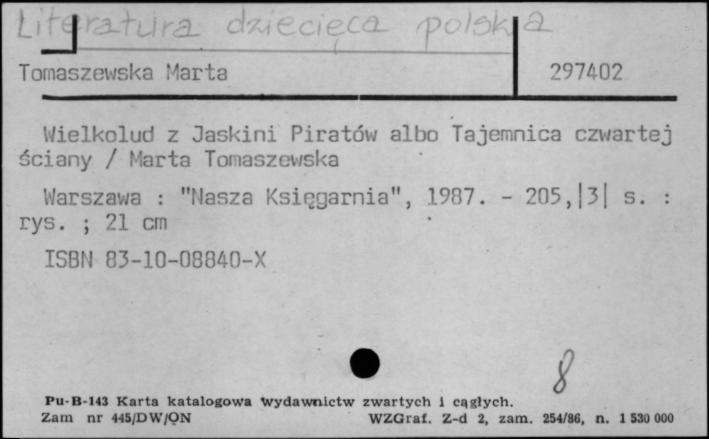 Literatura dziecięca polska
Tomaszewska Marta 297402
Wielkolud z Jaskini Piratów albo Tajemnica czwartej
ściany / Marta Tomaszewska
Warszawa : "Nasza Księgarnia", 1987. - 205,|3| s. :
rys. ; 21 cm
ISBN 83-10-08840-X
8
Pu-B-143 Karta katalogowa wydawnictw zwartych i ciągłych.
Zam nr 445/DW/ON WZGraf. Z-d 2, zam. 254/86, n. 1 530 000